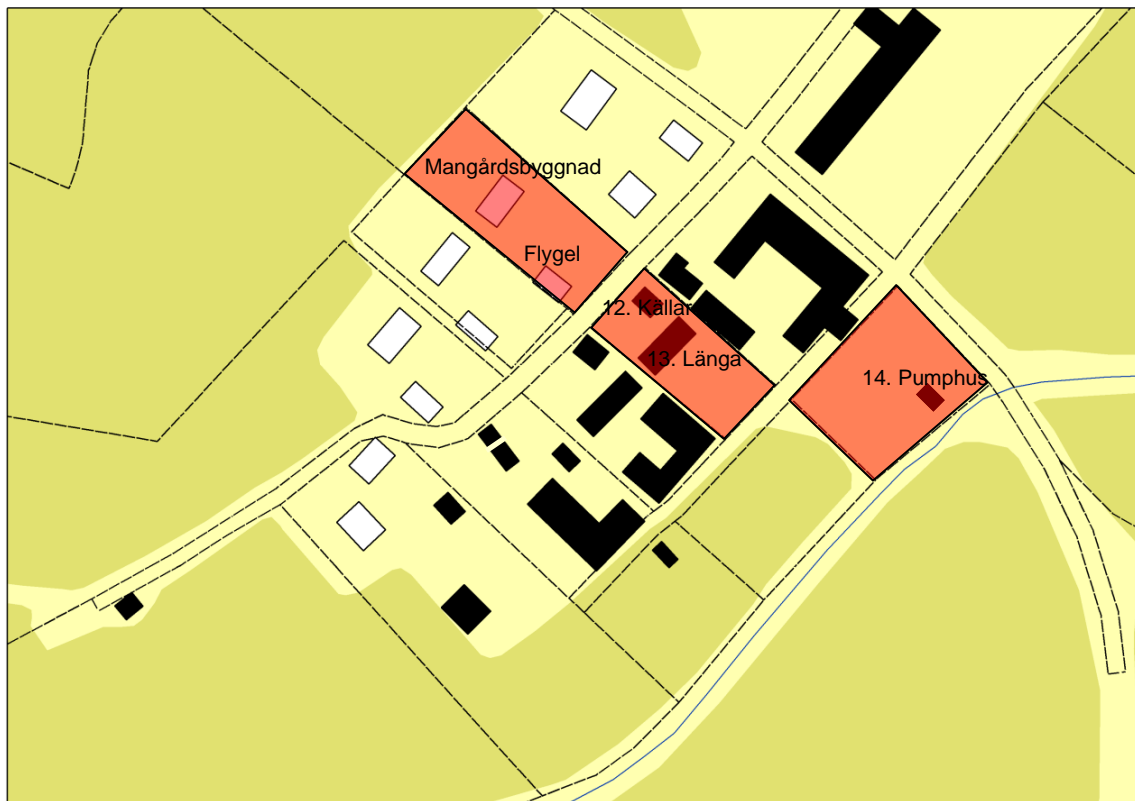 Mangårdsbyggnad
Flygel
12. Källare
13. Länga
14. Pumphus